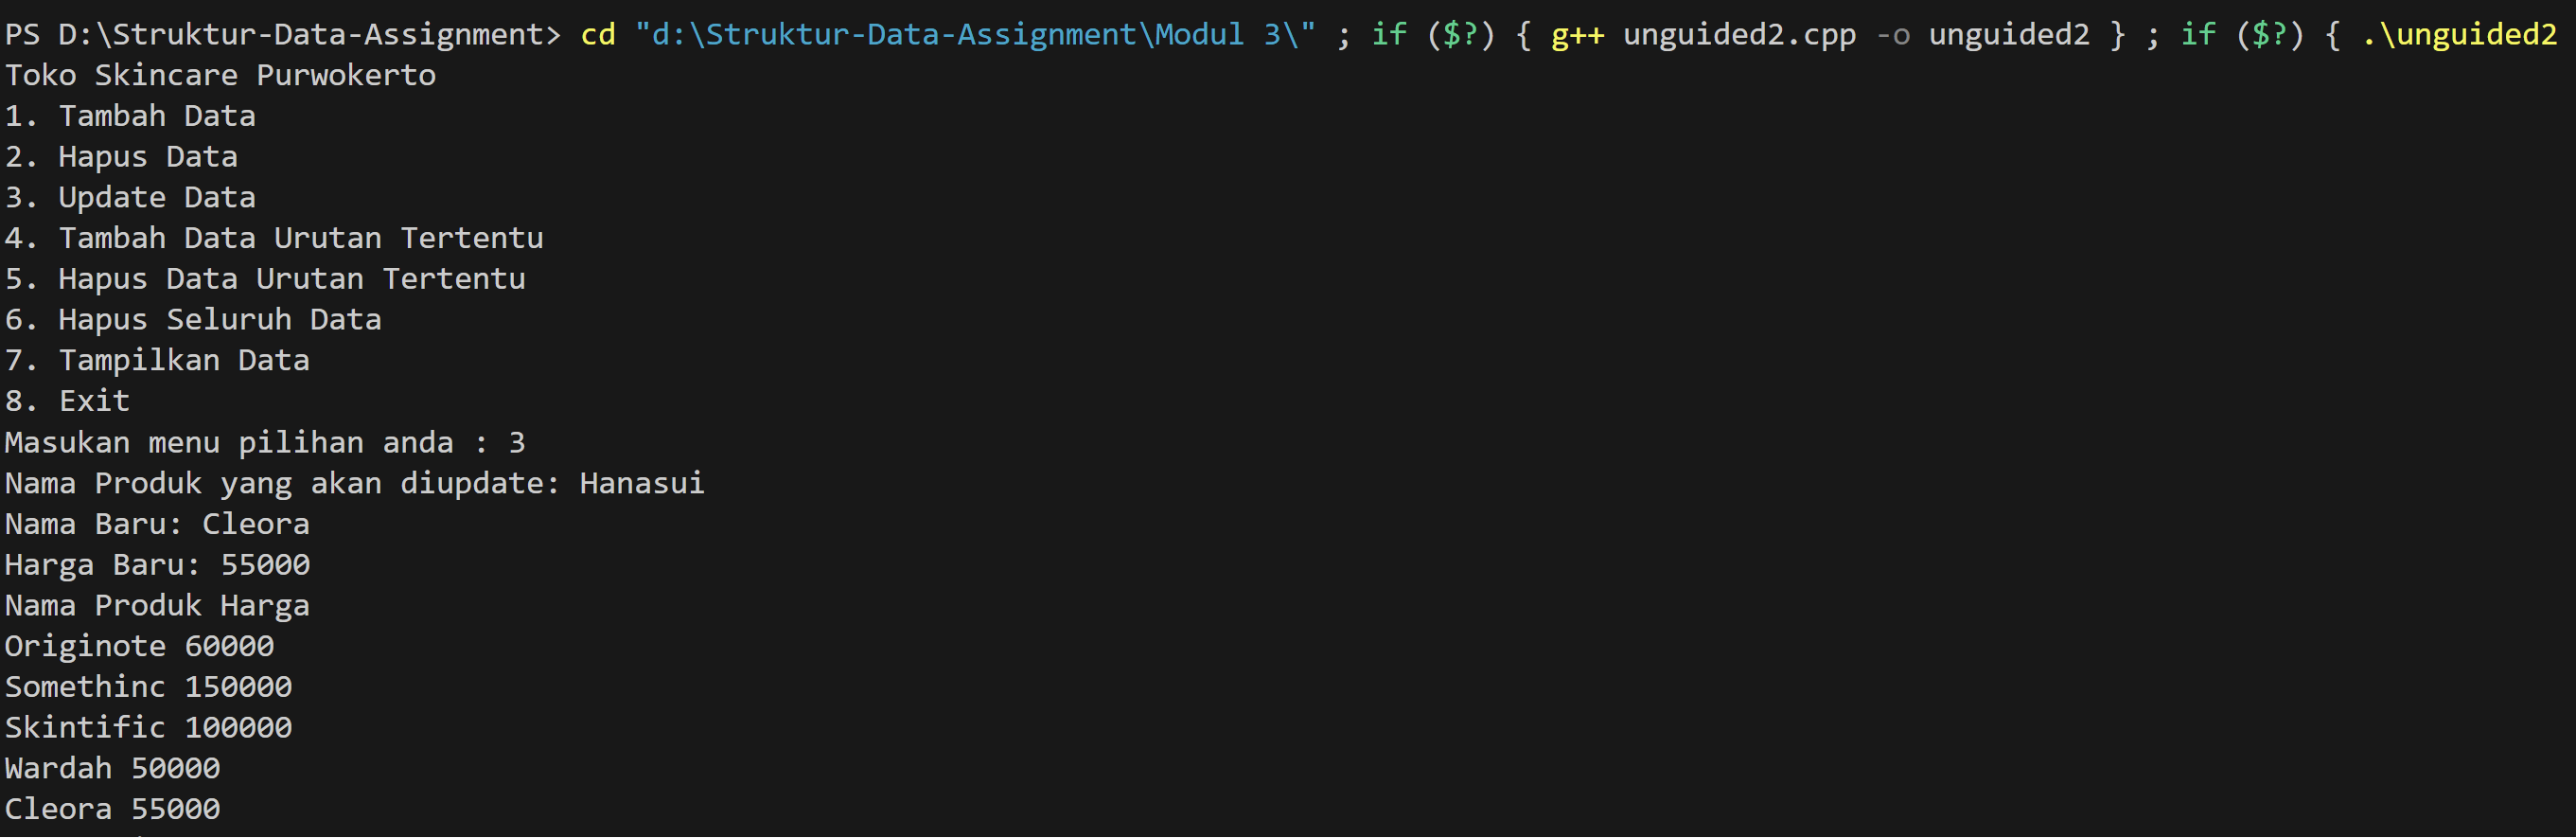 PS D:\Struktur-Data-Assignment> cd "d:\Struktur-Data-Assignment\Modul 3\" ; if ($?) { g++ unguided2.cpp -o unguided2 } ; if ($?) { .\unguided2
Toko Skincare Purwokerto
1. Tambah Data
2. Hapus Data
3. Update Data
4. Tambah Data Urutan Tertentu
5. Hapus Data Urutan Tertentu
6. Hapus Seluruh Data
7. Tampilkan Data
8. Exit
Masukan menu pilihan anda : 3
Nama Produk yang akan diupdate: Hanasui
Nama Baru: Cleora
Harga Baru: 55000
Nama Produk Harga
Originote 60000
Somethinc 150000
Skintific 100000
Wardah 50000
Cleora 55000